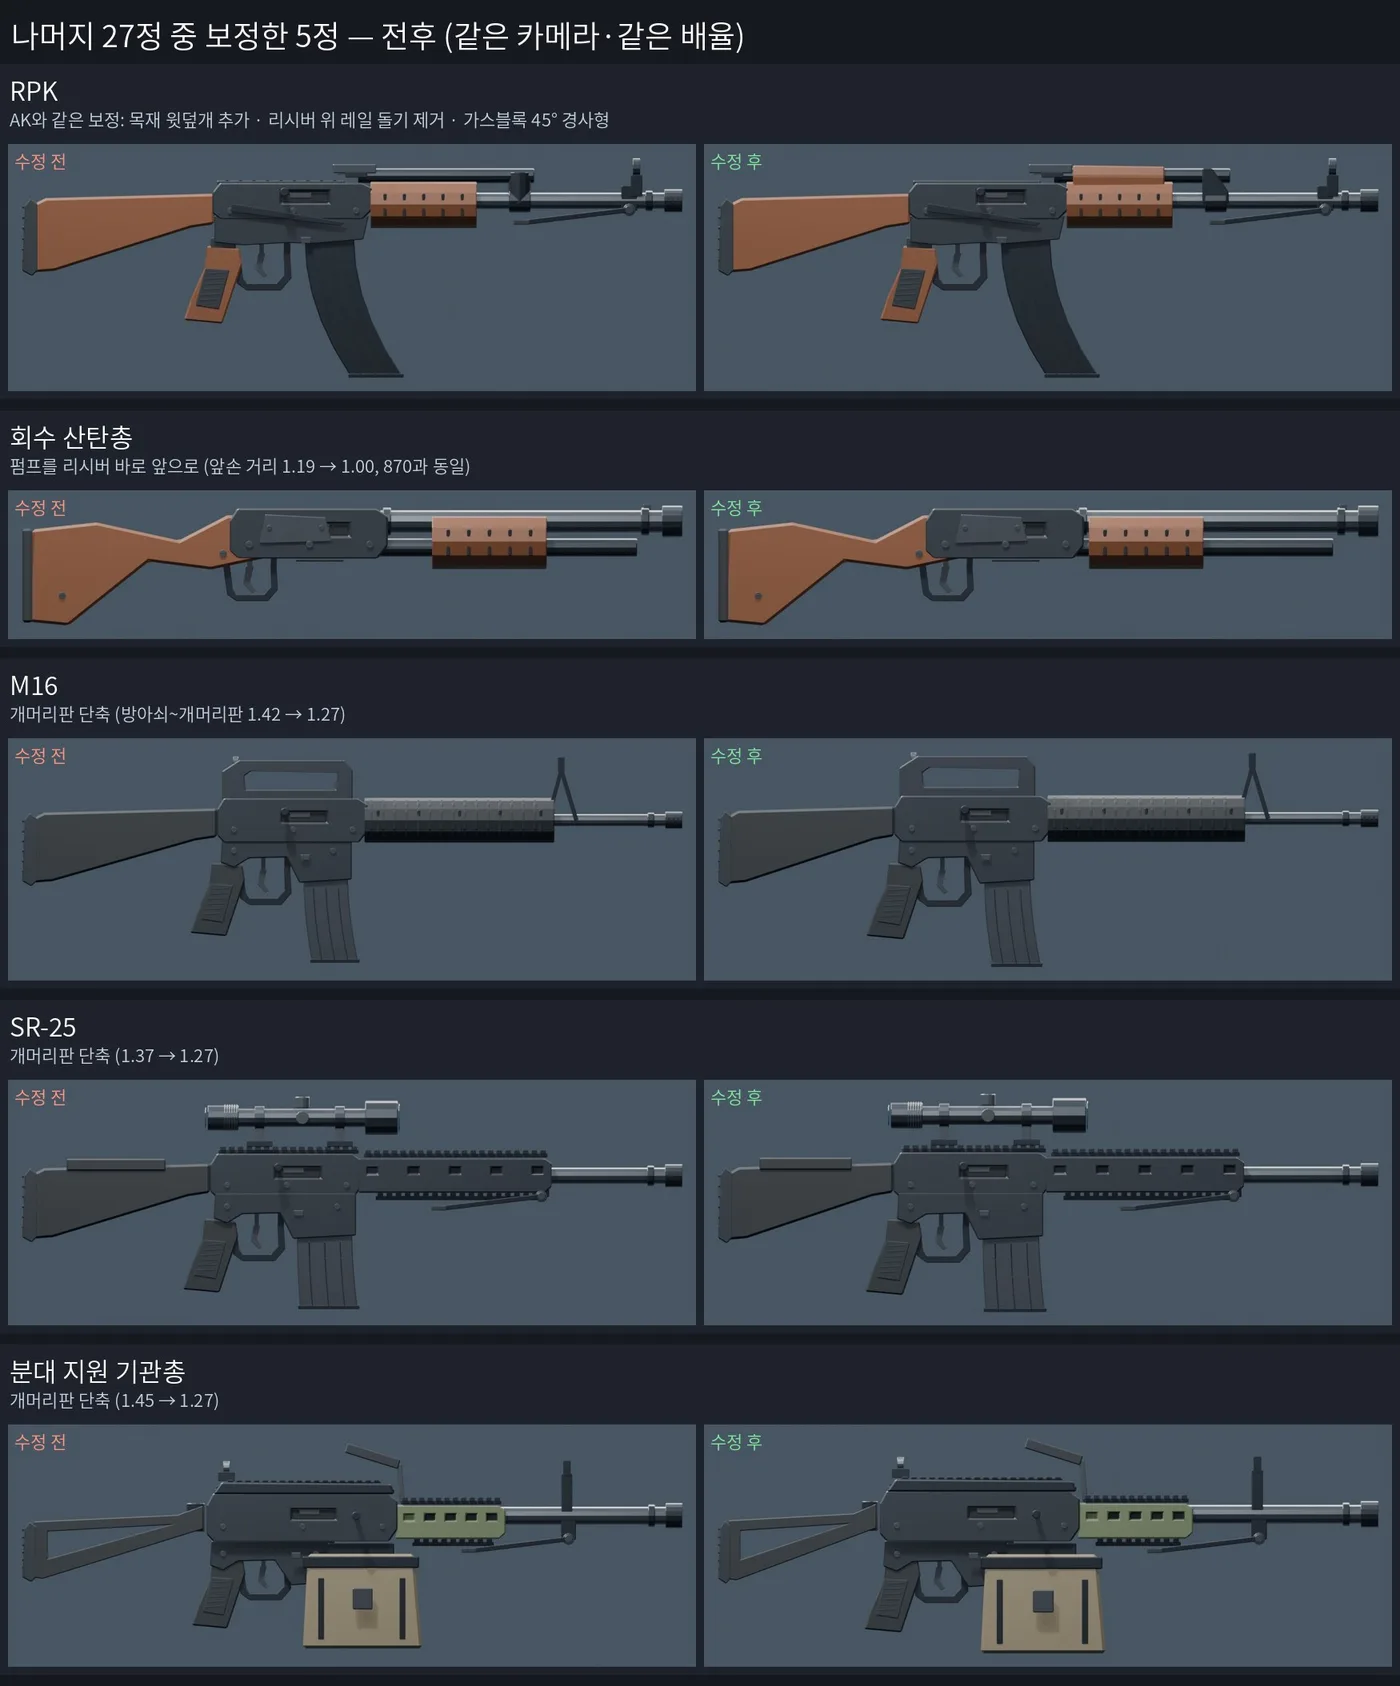 나머지 27정 중 보정한 5정 — 전후 (같은 카메라·같은 배율)
RPK
AK와 같은 보정: 목재 윗덮개 추가 · 리시버 위 레일 돌기 제거 · 가스블록 45° 경사형
수정 전
수정 후
회수 산탄총
펌프를 리시버 바로 앞으로 (앞손 거리 1.19 → 1.00, 870과 동일)
수정 전
수정 후
M16
개머리판 단축 (방아쇠~개머리판 1.42 → 1.27)
수정 전
수정 후
SR-25
개머리판 단축 (1.37 → 1.27)
수정 전
수정 후
분대 지원 기관총
개머리판 단축 (1.45 → 1.27)
수정 전
수정 후